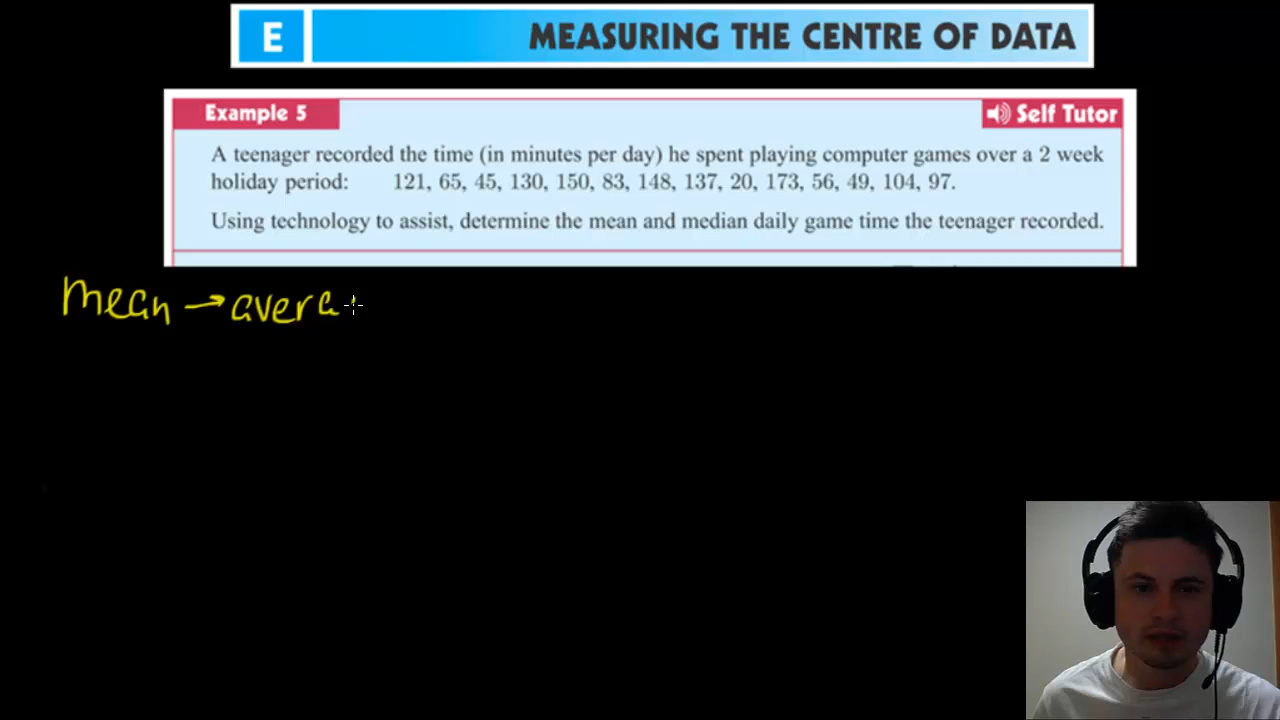 E MEASURING THE CENTRE OF DATA
Example 5 Self Tutor
A teenager recorded the time (in minutes per day) he spent playing computer games over a 2 week
holiday period: 121, 65, 45, 130, 150, 83, 148, 137, 20, 173, 56, 49, 104, 97.
Using technology to assist, determine the mean and median daily game time the teenager recorded.
mean → avera